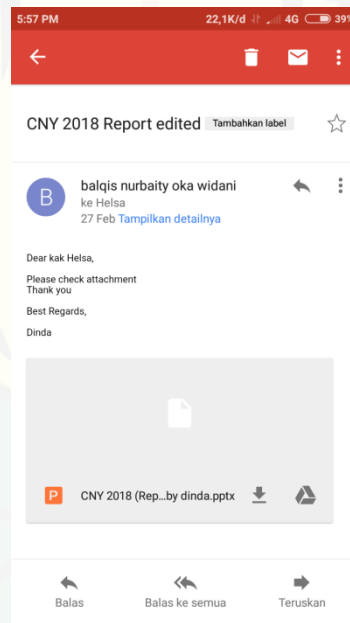 5:57 PM 22,1K/d 4G 39%
CNY 2018 Report edited Tambahkan label
B
balqis nurbaity oka widani
ke Helsa
27 Feb Tampilkan detailnya
Dear kak Helsa,
Please check attachment
Thank you
Best Regards,
Dinda
P CNY 2018 (Rep...by dinda.pptx
Balas Balas ke semua Teruskan